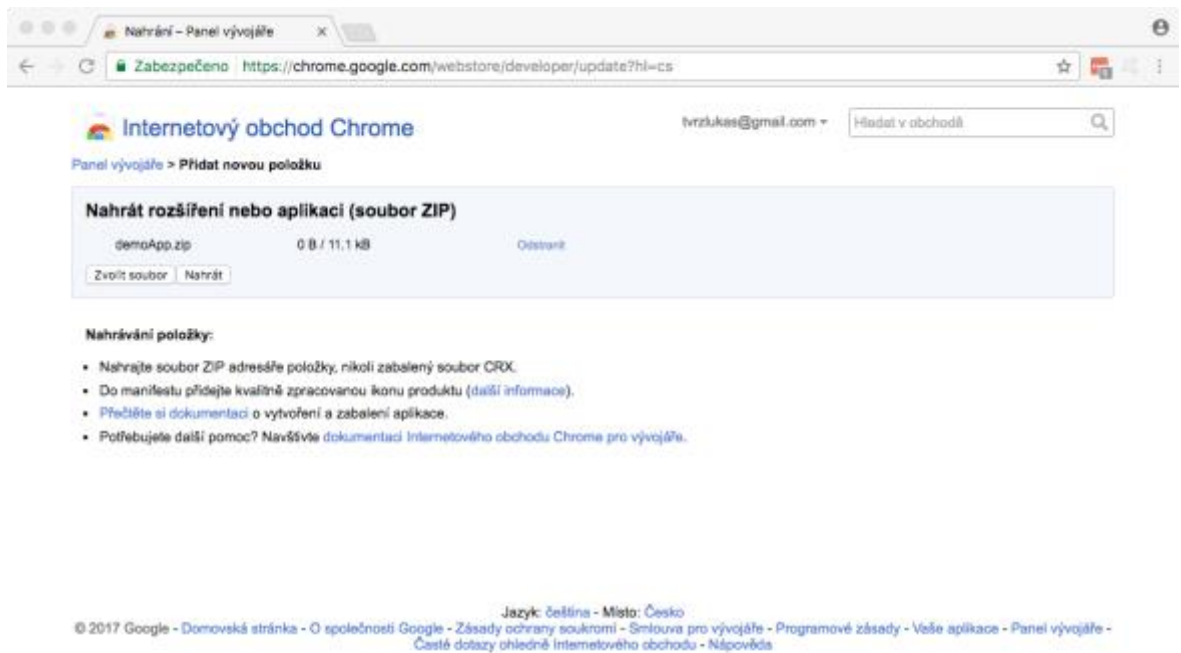 Nahrání – Panel vývojáře
Zabezpečeno https://chrome.google.com/webstore/developer/update?hl=cs
Internetový obchod Chrome
tvrzlukas@gmail.com
Hledat v obchodě
Panel vývojáře > Přidat novou položku
Nahrát rozšíření nebo aplikaci (soubor ZIP)
demoApp.zip 0 B / 11.1 kB Odstranit
Zvolit soubor Nahrát
Nahrávání položky:
• Nahrajte soubor ZIP adresáře položky, nikoli zabalený soubor CRX.
• Do manifestu přidejte kvalitně zpracovanou ikonu produktu (další informace).
• Přečtěte si dokumentaci o vytvoření a zabalení aplikace.
• Potřebujete další pomoc? Navštivte dokumentaci Internetového obchodu Chrome pro vývojáře.
Jazyk: čeština - Místo: Česko
© 2017 Google - Domovská stránka - O společnosti Google - Zásady ochrany soukromí - Smlouva pro vývojáře - Programové zásady - Vaše aplikace - Panel vývojáře -
Časté dotazy ohledně Internetového obchodu - Nápověda